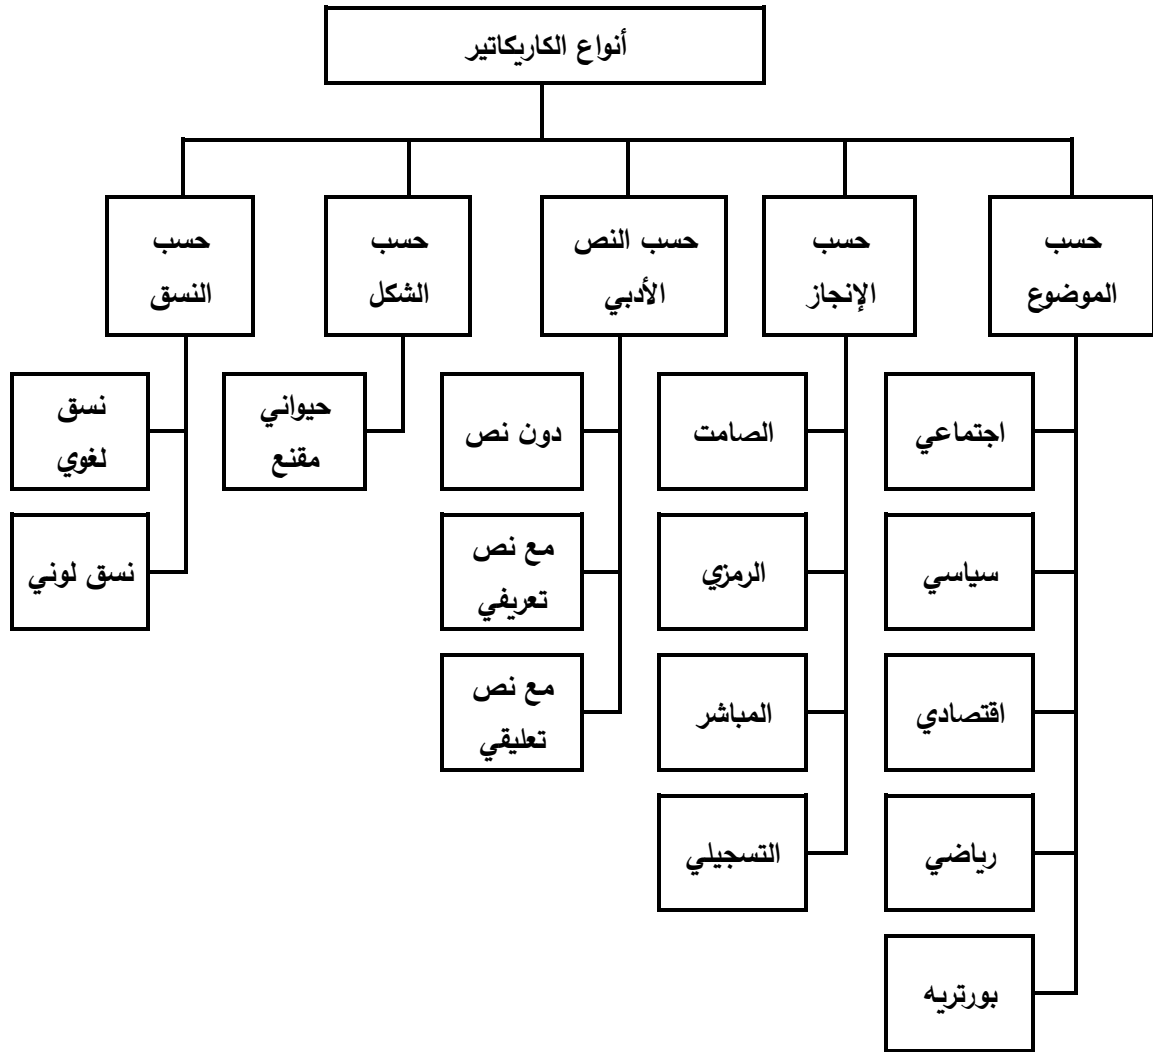 أنواع الكاريكاتير
حسب
الموضوع
حسب
الإنجاز
حسب النص
الأدبي
حسب
الشكل
حسب
النسق
اجتماعي
سياسي
اقتصادي
رياضي
بورتريه
الصامت
الرمزي
المباشر
التسجيلي
دون نص
مع نص
تعريفي
مع نص
تعليقي
حيواني
مقنع
نسق
لغوي
نسق لوني